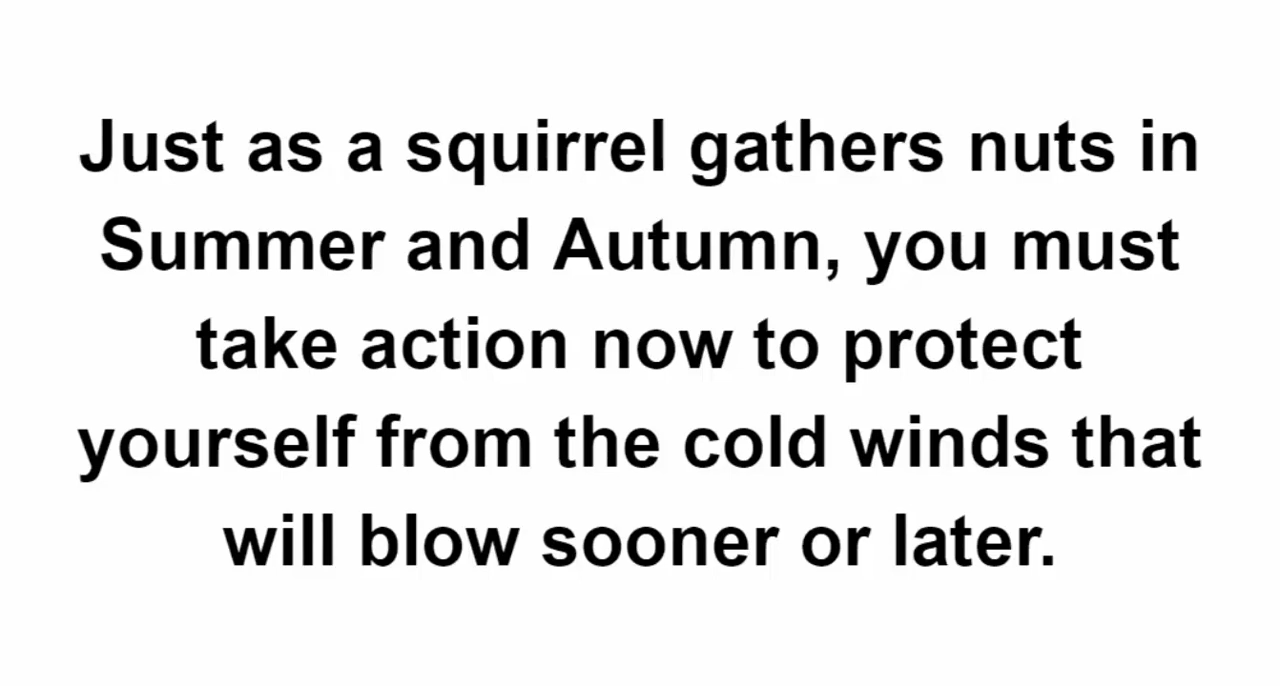 Just as a squirrel gathers nuts in
Summer and Autumn, you must
take action now to protect
yourself from the cold winds that
will blow sooner or later.